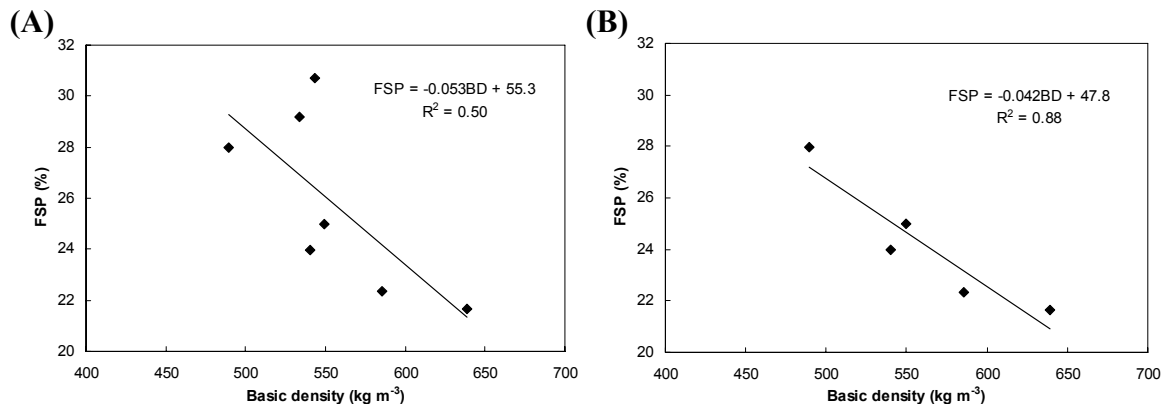 (A)
32
30
28
26
24
22
20
FSP (%)
400 450 500 550 600 650 700
Basic density (kg m⁻³)
FSP = -0.053BD + 55.3
R² = 0.50
(B)
32
30
28
26
24
22
20
FSP (%)
400 450 500 550 600 650 700
Basic density (kg m⁻³)
FSP = -0.042BD + 47.8
R² = 0.88